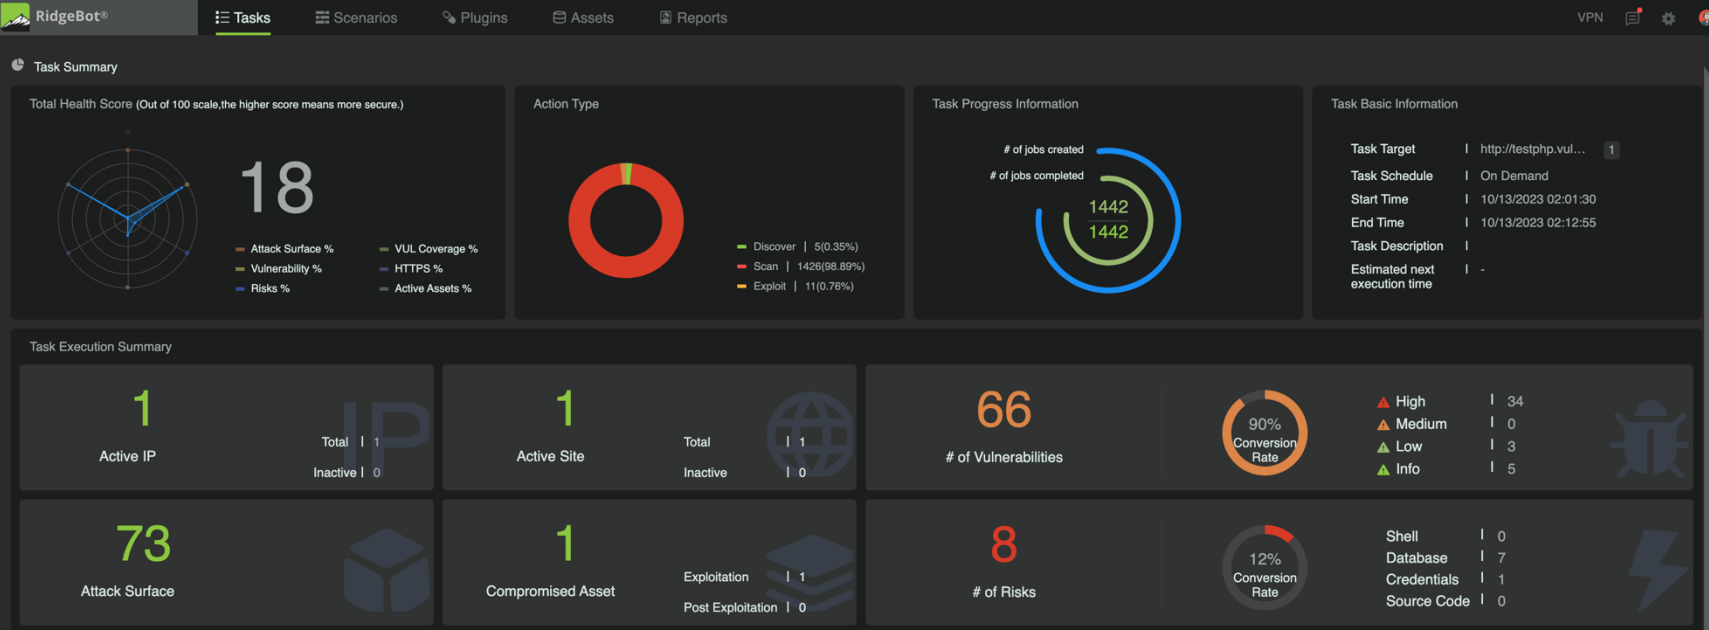 RidgeBot®
Tasks
Scenarios
Plugins
Assets
Reports
VPN
Task Summary
Total Health Score (Out of 100 scale,the higher score means more secure.)
18
Attack Surface %
VUL Coverage %
Vulnerability %
HTTPS %
Risks %
Active Assets %
Action Type
Discover | 5(0.35%)
Scan | 1426(98.89%)
Exploit | 11(0.76%)
Task Progress Information
# of jobs created
# of jobs completed
1442
1442
Task Basic Information
Task Target | http://testphp.vul... 1
Task Schedule | On Demand
Start Time | 10/13/2023 02:01:30
End Time | 10/13/2023 02:12:55
Task Description |
Estimated next | -
execution time
Task Execution Summary
1
Active IP
IP
Total | 1
Inactive | 0
1
Active Site
Total | 1
Inactive | 0
66
# of Vulnerabilities
90%
Conversion
Rate
High | 34
Medium | 0
Low | 3
Info | 5
73
Attack Surface
1
Compromised Asset
Exploitation | 1
Post Exploitation | 0
8
# of Risks
12%
Conversion
Rate
Shell | 0
Database | 7
Credentials | 1
Source Code | 0